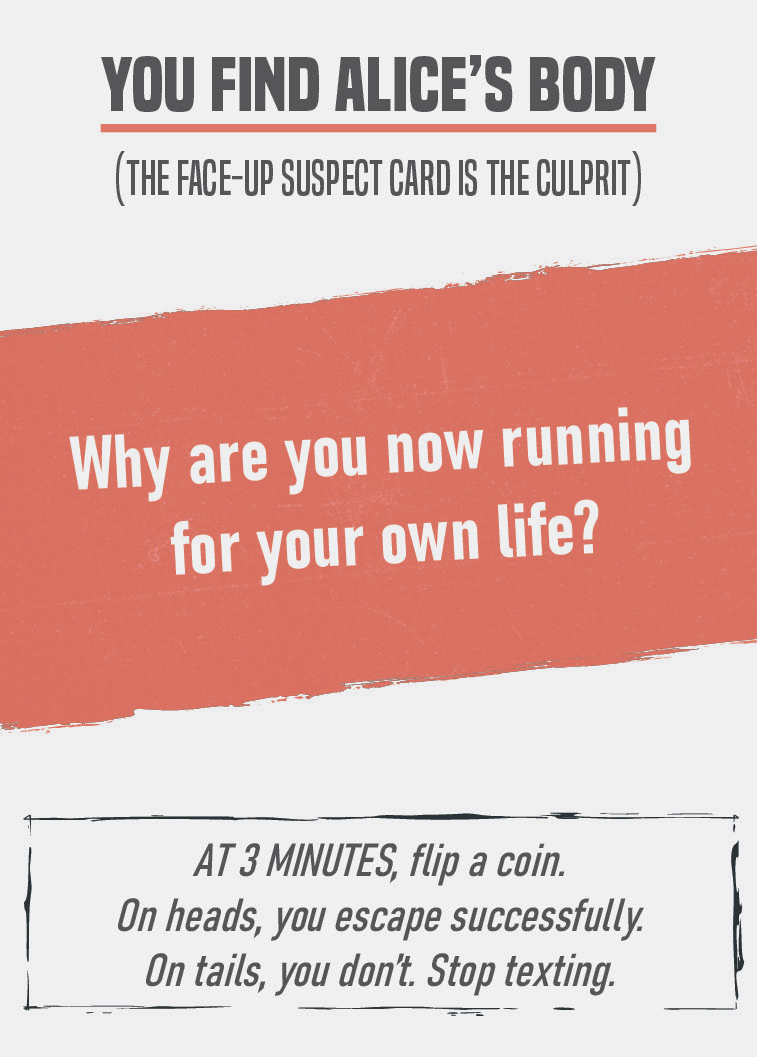 YOU FIND ALICE'S BODY
(THE FACE-UP SUSPECT CARD IS THE CULPRIT)
Why are you now running
for your own life?
AT 3 MINUTES, flip a coin.
On heads, you escape successfully.
On tails, you don't. Stop texting.